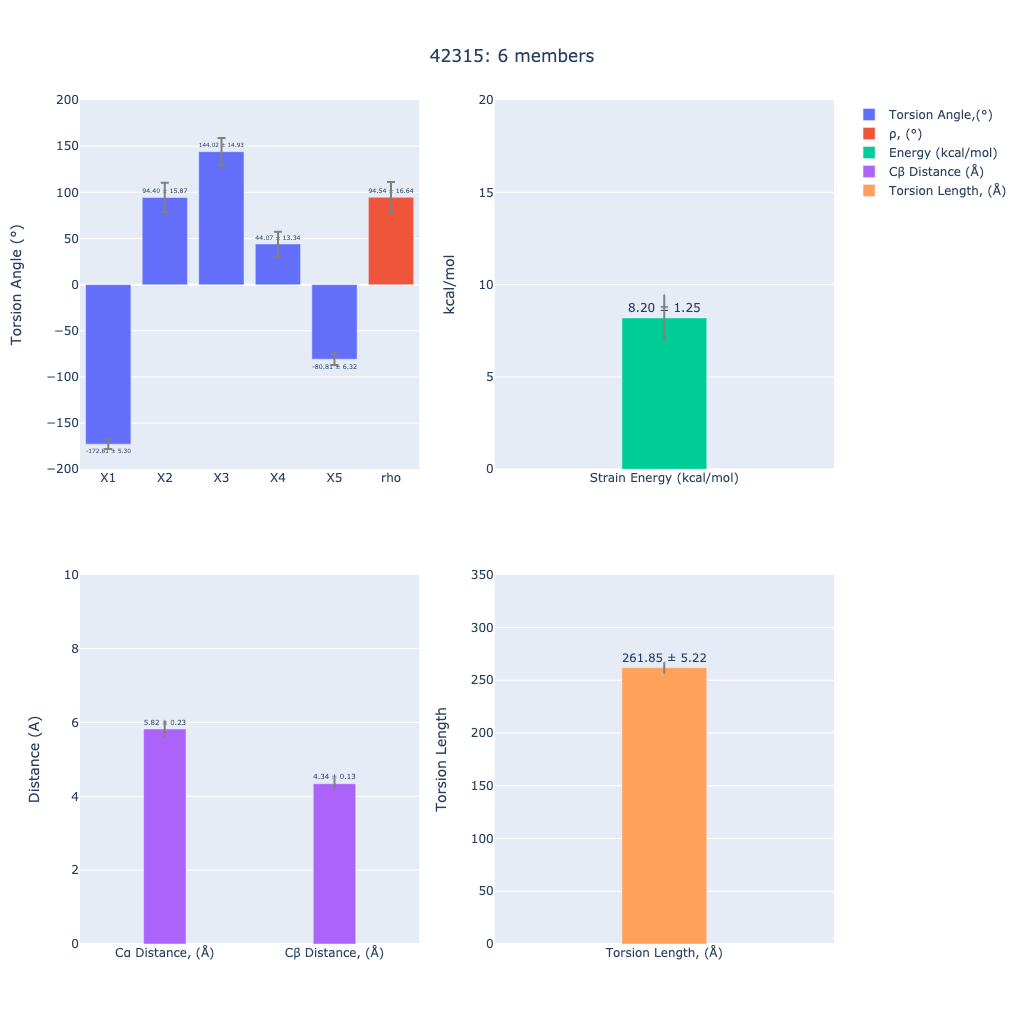 42315: 6 members
Torsion Angle (°)
200
150
100
50
0
−50
−100
−150
−200
-172.81 ± 5.30
94.40 ± 15.87
144.02 ± 14.93
44.07 ± 13.34
-80.81 ± 6.32
94.54 ± 16.64
X1 X2 X3 X4 X5 rho
kcal/mol
20
15
10
5
0
8.20 ± 1.25
Strain Energy (kcal/mol)
Torsion Angle,(°)
ρ, (°)
Energy (kcal/mol)
Cβ Distance (Å)
Torsion Length, (Å)
Distance (A)
10
8
6
4
2
0
5.82 ± 0.23
4.34 ± 0.13
Cα Distance, (Å) Cβ Distance, (Å)
Torsion Length
350
300
250
200
150
100
50
0
261.85 ± 5.22
Torsion Length, (Å)